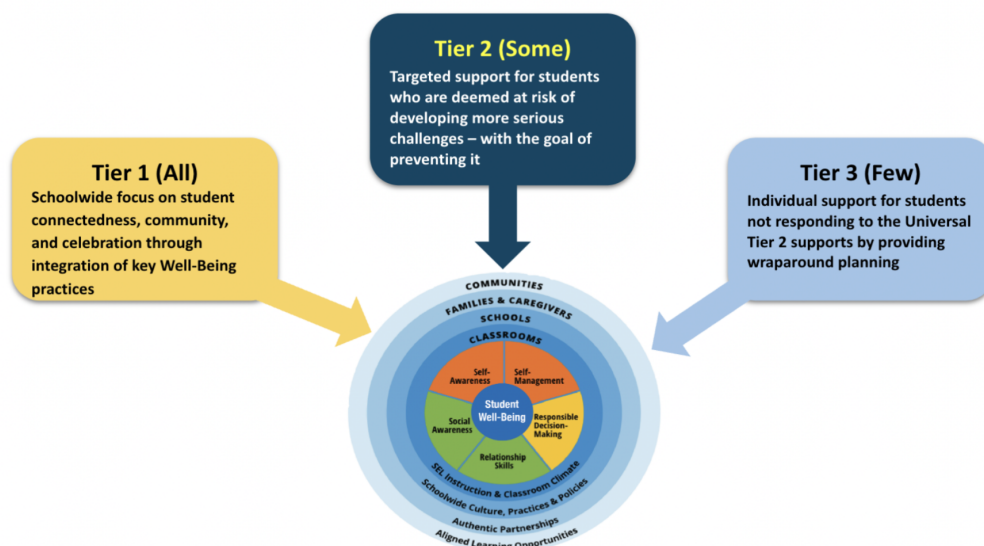 Tier 2 (Some)
Targeted support for students
who are deemed at risk of
developing more serious
challenges – with the goal of
preventing it
Tier 1 (All)
Schoolwide focus on student
connectedness, community,
and celebration through
integration of key Well-Being
practices
Tier 3 (Few)
Individual support for students
not responding to the Universal
Tier 2 supports by providing
wraparound planning
COMMUNITIES
FAMILIES & CAREGIVERS
SCHOOLS
CLASSROOMS
Self-
Awareness
Self-
Management
Student
Well-Being
Social
Awareness
Responsible
Decision-
Making
Relationship
Skills
SEL Instruction & Classroom Climate
Schoolwide Culture, Practices & Policies
Authentic Partnerships
Aligned Learning Opportunities